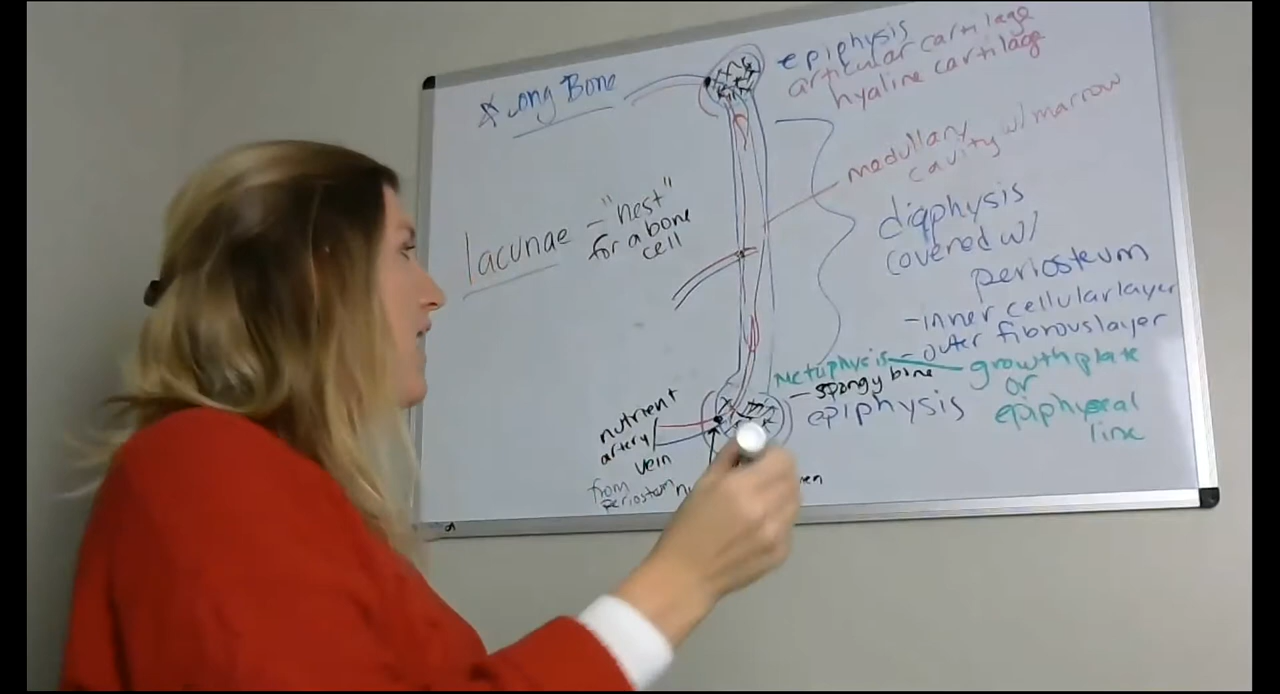 Long Bone
epiphysis
articular cartilage
hyaline cartilage
medullary
cavity w/ marrow
lacunae - "nest"
for a bone
cell
diaphysis
covered w/
periosteum
- inner cellular layer
- outer fibrous layer
Metaphysis
growth plate
or
epiphyseal
line
- spongy bone
epiphysis
nutrient
artery/
vein
from
periosteum